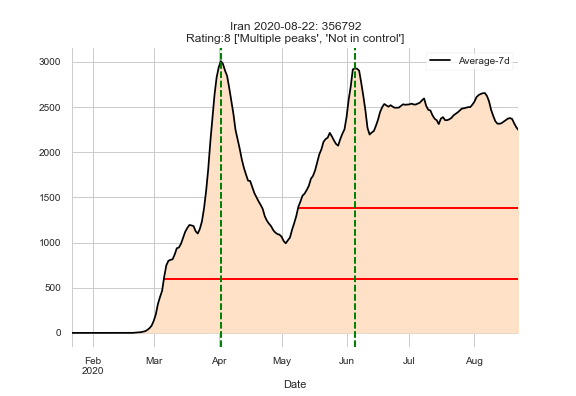 Iran 2020-08-22: 356792
Rating:8 ['Multiple peaks', 'Not in control']
Average-7d
3000
2500
2000
1500
1000
500
0
Feb Mar Apr May Jun Jul Aug
2020
Date